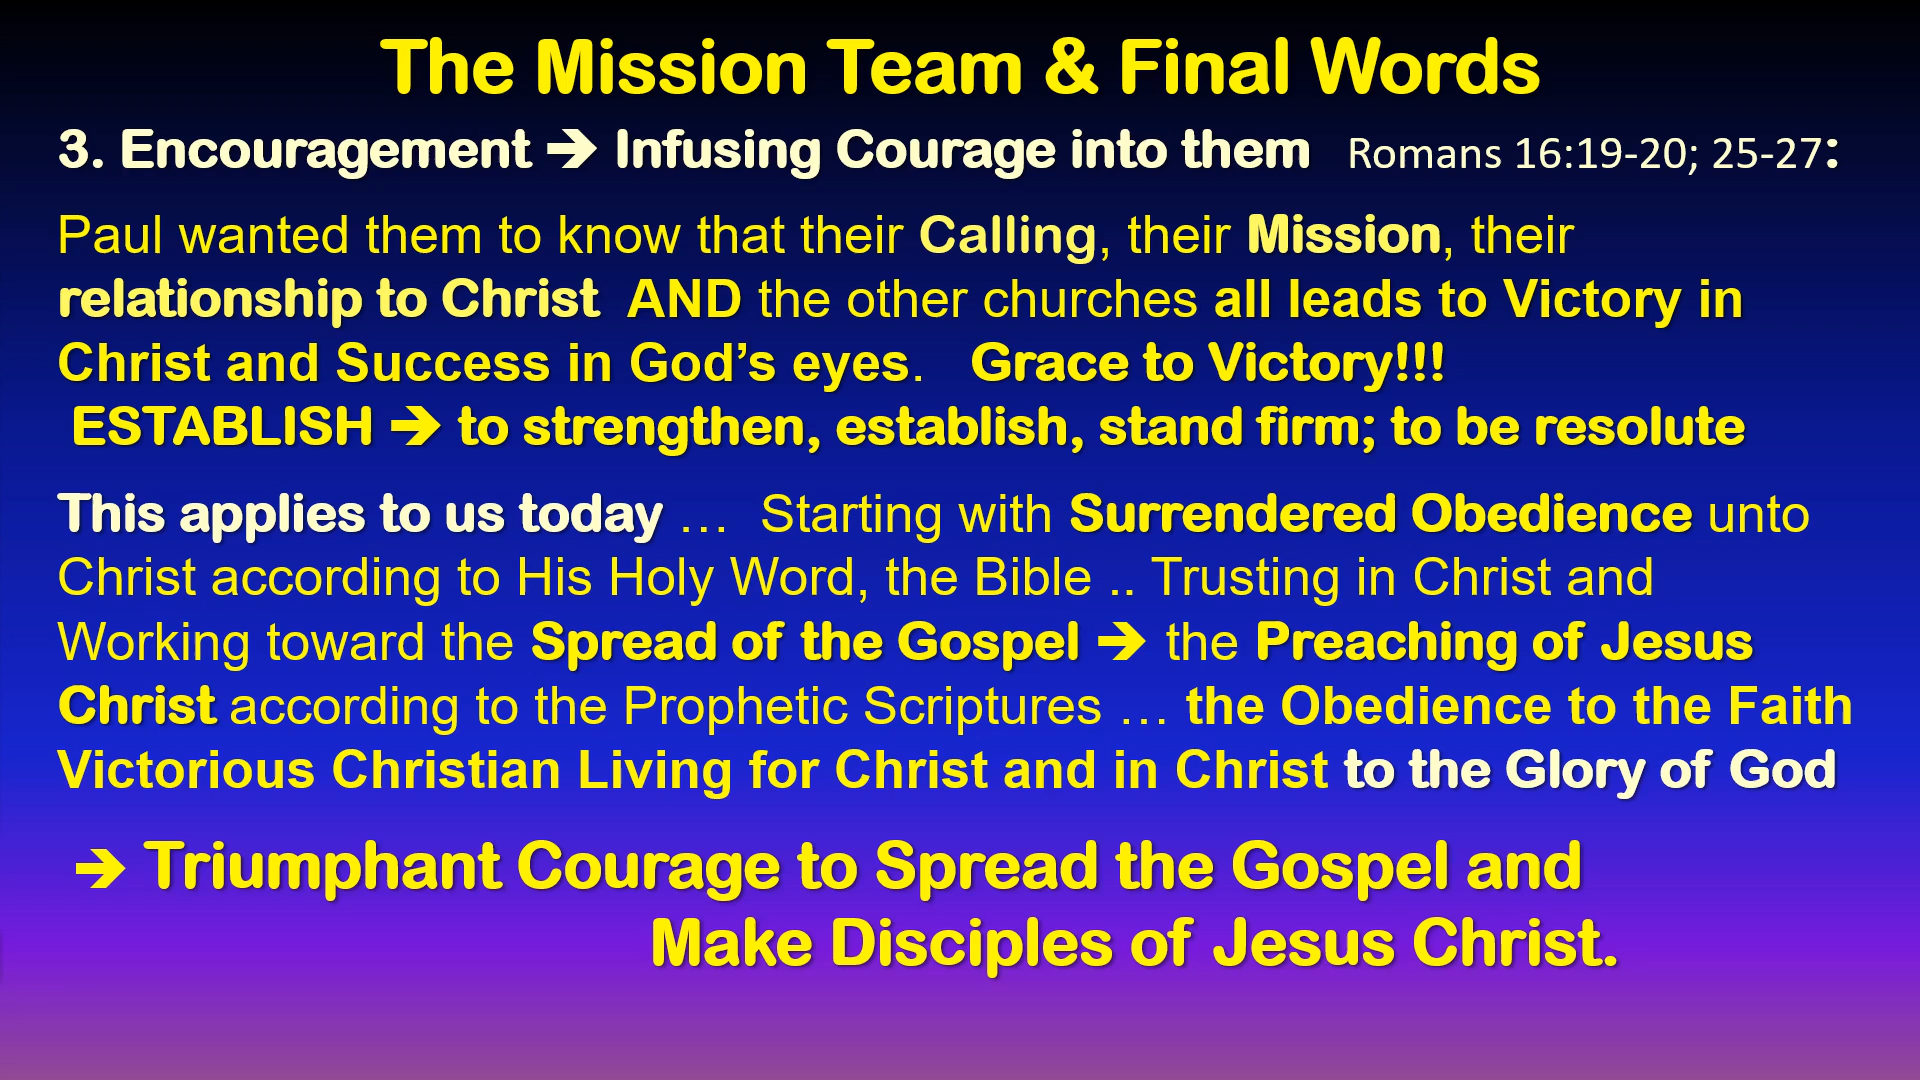 The Mission Team & Final Words
3. Encouragement ➔ Infusing Courage into them Romans 16:19-20; 25-27:
Paul wanted them to know that their Calling, their Mission, their
relationship to Christ AND the other churches all leads to Victory in
Christ and Success in God’s eyes. Grace to Victory!!!
ESTABLISH ➔ to strengthen, establish, stand firm; to be resolute
This applies to us today … Starting with Surrendered Obedience unto
Christ according to His Holy Word, the Bible .. Trusting in Christ and
Working toward the Spread of the Gospel ➔ the Preaching of Jesus
Christ according to the Prophetic Scriptures … the Obedience to the Faith
Victorious Christian Living for Christ and in Christ to the Glory of God
➔ Triumphant Courage to Spread the Gospel and
Make Disciples of Jesus Christ.